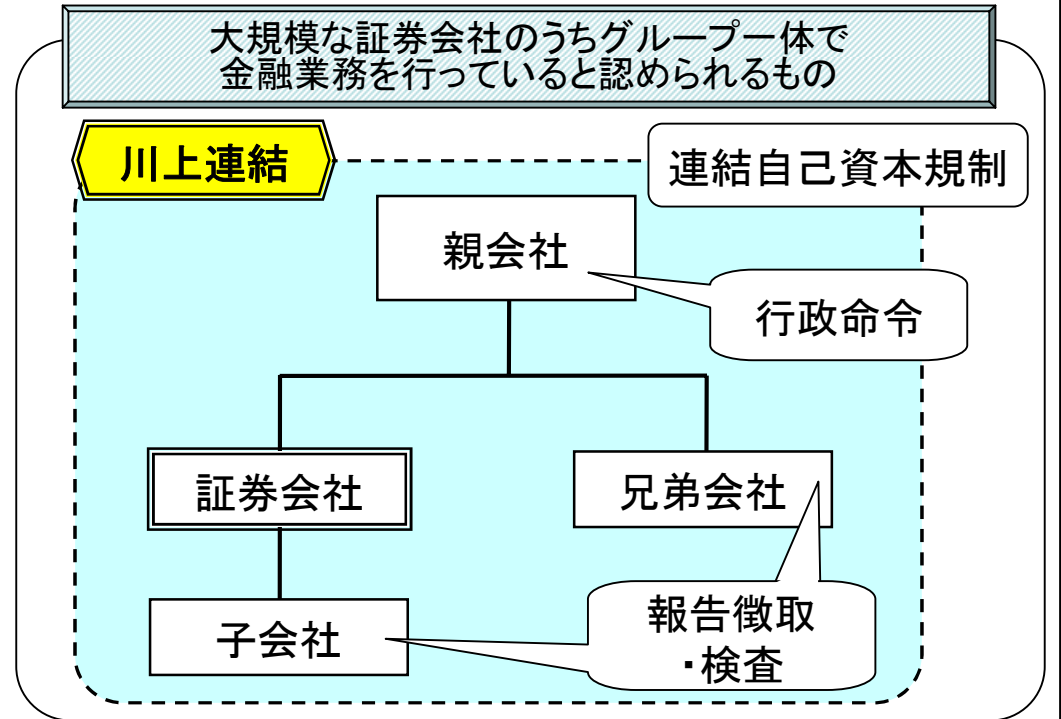 大規模な証券会社のうちグループ一体で
金融業務を行っていると認められるもの
川上連結
連結自己資本規制
親会社
行政命令
証券会社
兄弟会社
子会社
報告徴取
・検査